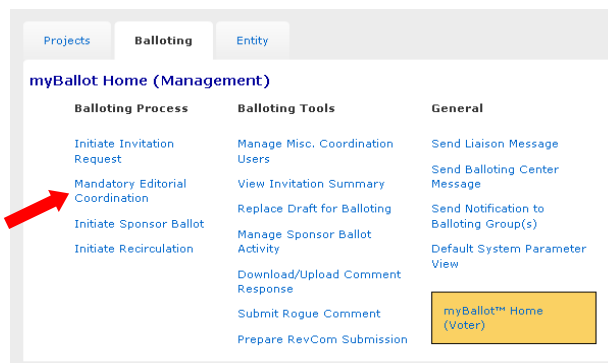 Projects Balloting Entity
myBallot Home (Management)
Balloting Process
Initiate Invitation
Request
Mandatory Editorial
Coordination
Initiate Sponsor Ballot
Initiate Recirculation
Balloting Tools
Manage Misc. Coordination
Users
View Invitation Summary
Replace Draft for Balloting
Manage Sponsor Ballot
Activity
Download/Upload Comment
Response
Submit Rogue Comment
Prepare RevCom Submission
General
Send Liaison Message
Send Balloting Center
Message
Send Notification to
Balloting Group(s)
Default System Parameter
View
myBallot™ Home
(Voter)